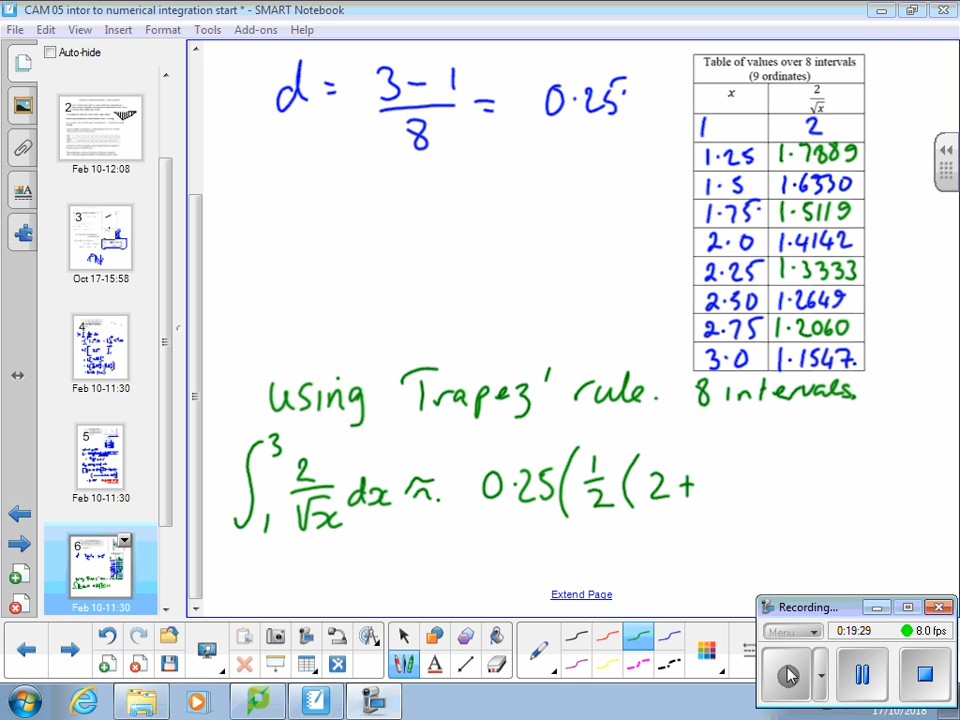 CAM 05 intor to numerical integration start * - SMART Notebook
File Edit View Insert Format Tools Add-ons Help
Auto-hide
2
Feb 10-12:08
3
Oct 17-15:58
4
Feb 10-11:30
5
Feb 10-11:30
6
Feb 10-11:30
d = (3 - 1)/8 = 0.25
Table of values over 8 intervals
(9 ordinates)
x 2/√x
1 2
1.25 1.7889
1.5 1.6330
1.75 1.5119
2.0 1.4142
2.25 1.3333
2.50 1.2649
2.75 1.2060
3.0 1.1547.
using Trapez' rule. 8 intervals.
∫₁³ 2/√x dx ≈. 0.25(1/2(2+
Extend Page
Recording...
Menu 0:19:29 8.0 fps
17/10/2018